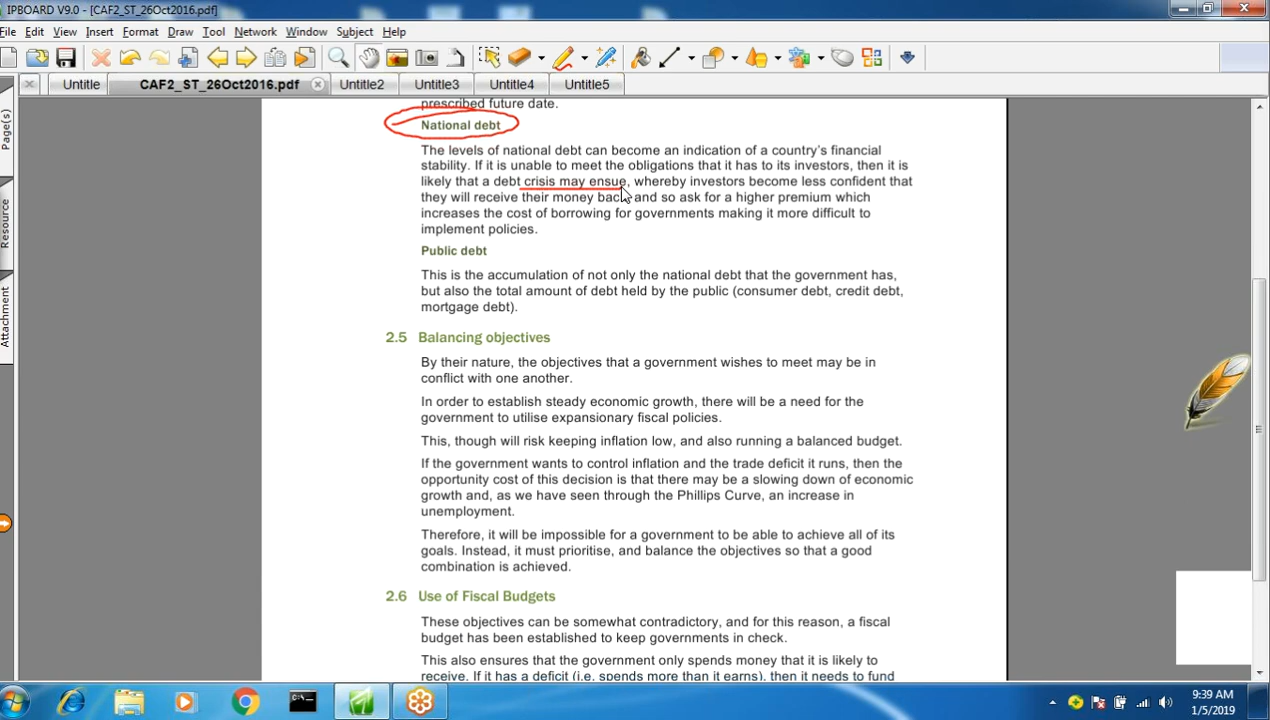 IPBOARD V9.0 - [CAF2_ST_26Oct2016.pdf]
File Edit View Insert Format Draw Tool Network Window Subject Help
Untitle CAF2_ST_26Oct2016.pdf Untitle2 Untitle3 Untitle4 Untitle5
Page(s)
Resource
Attachment
prescribed future date.
National debt
The levels of national debt can become an indication of a country's financial
stability. If it is unable to meet the obligations that it has to its investors, then it is
likely that a debt crisis may ensue, whereby investors become less confident that
they will receive their money back and so ask for a higher premium which
increases the cost of borrowing for governments making it more difficult to
implement policies.
Public debt
This is the accumulation of not only the national debt that the government has,
but also the total amount of debt held by the public (consumer debt, credit debt,
mortgage debt).
2.5 Balancing objectives
By their nature, the objectives that a government wishes to meet may be in
conflict with one another.
In order to establish steady economic growth, there will be a need for the
government to utilise expansionary fiscal policies.
This, though will risk keeping inflation low, and also running a balanced budget.
If the government wants to control inflation and the trade deficit it runs, then the
opportunity cost of this decision is that there may be a slowing down of economic
growth and, as we have seen through the Phillips Curve, an increase in
unemployment.
Therefore, it will be impossible for a government to be able to achieve all of its
goals. Instead, it must prioritise, and balance the objectives so that a good
combination is achieved.
2.6 Use of Fiscal Budgets
These objectives can be somewhat contradictory, and for this reason, a fiscal
budget has been established to keep governments in check.
This also ensures that the government only spends money that it is likely to
receive. If it has a deficit (i.e. spends more than it earns), then it needs to fund
9:39 AM
1/5/2019